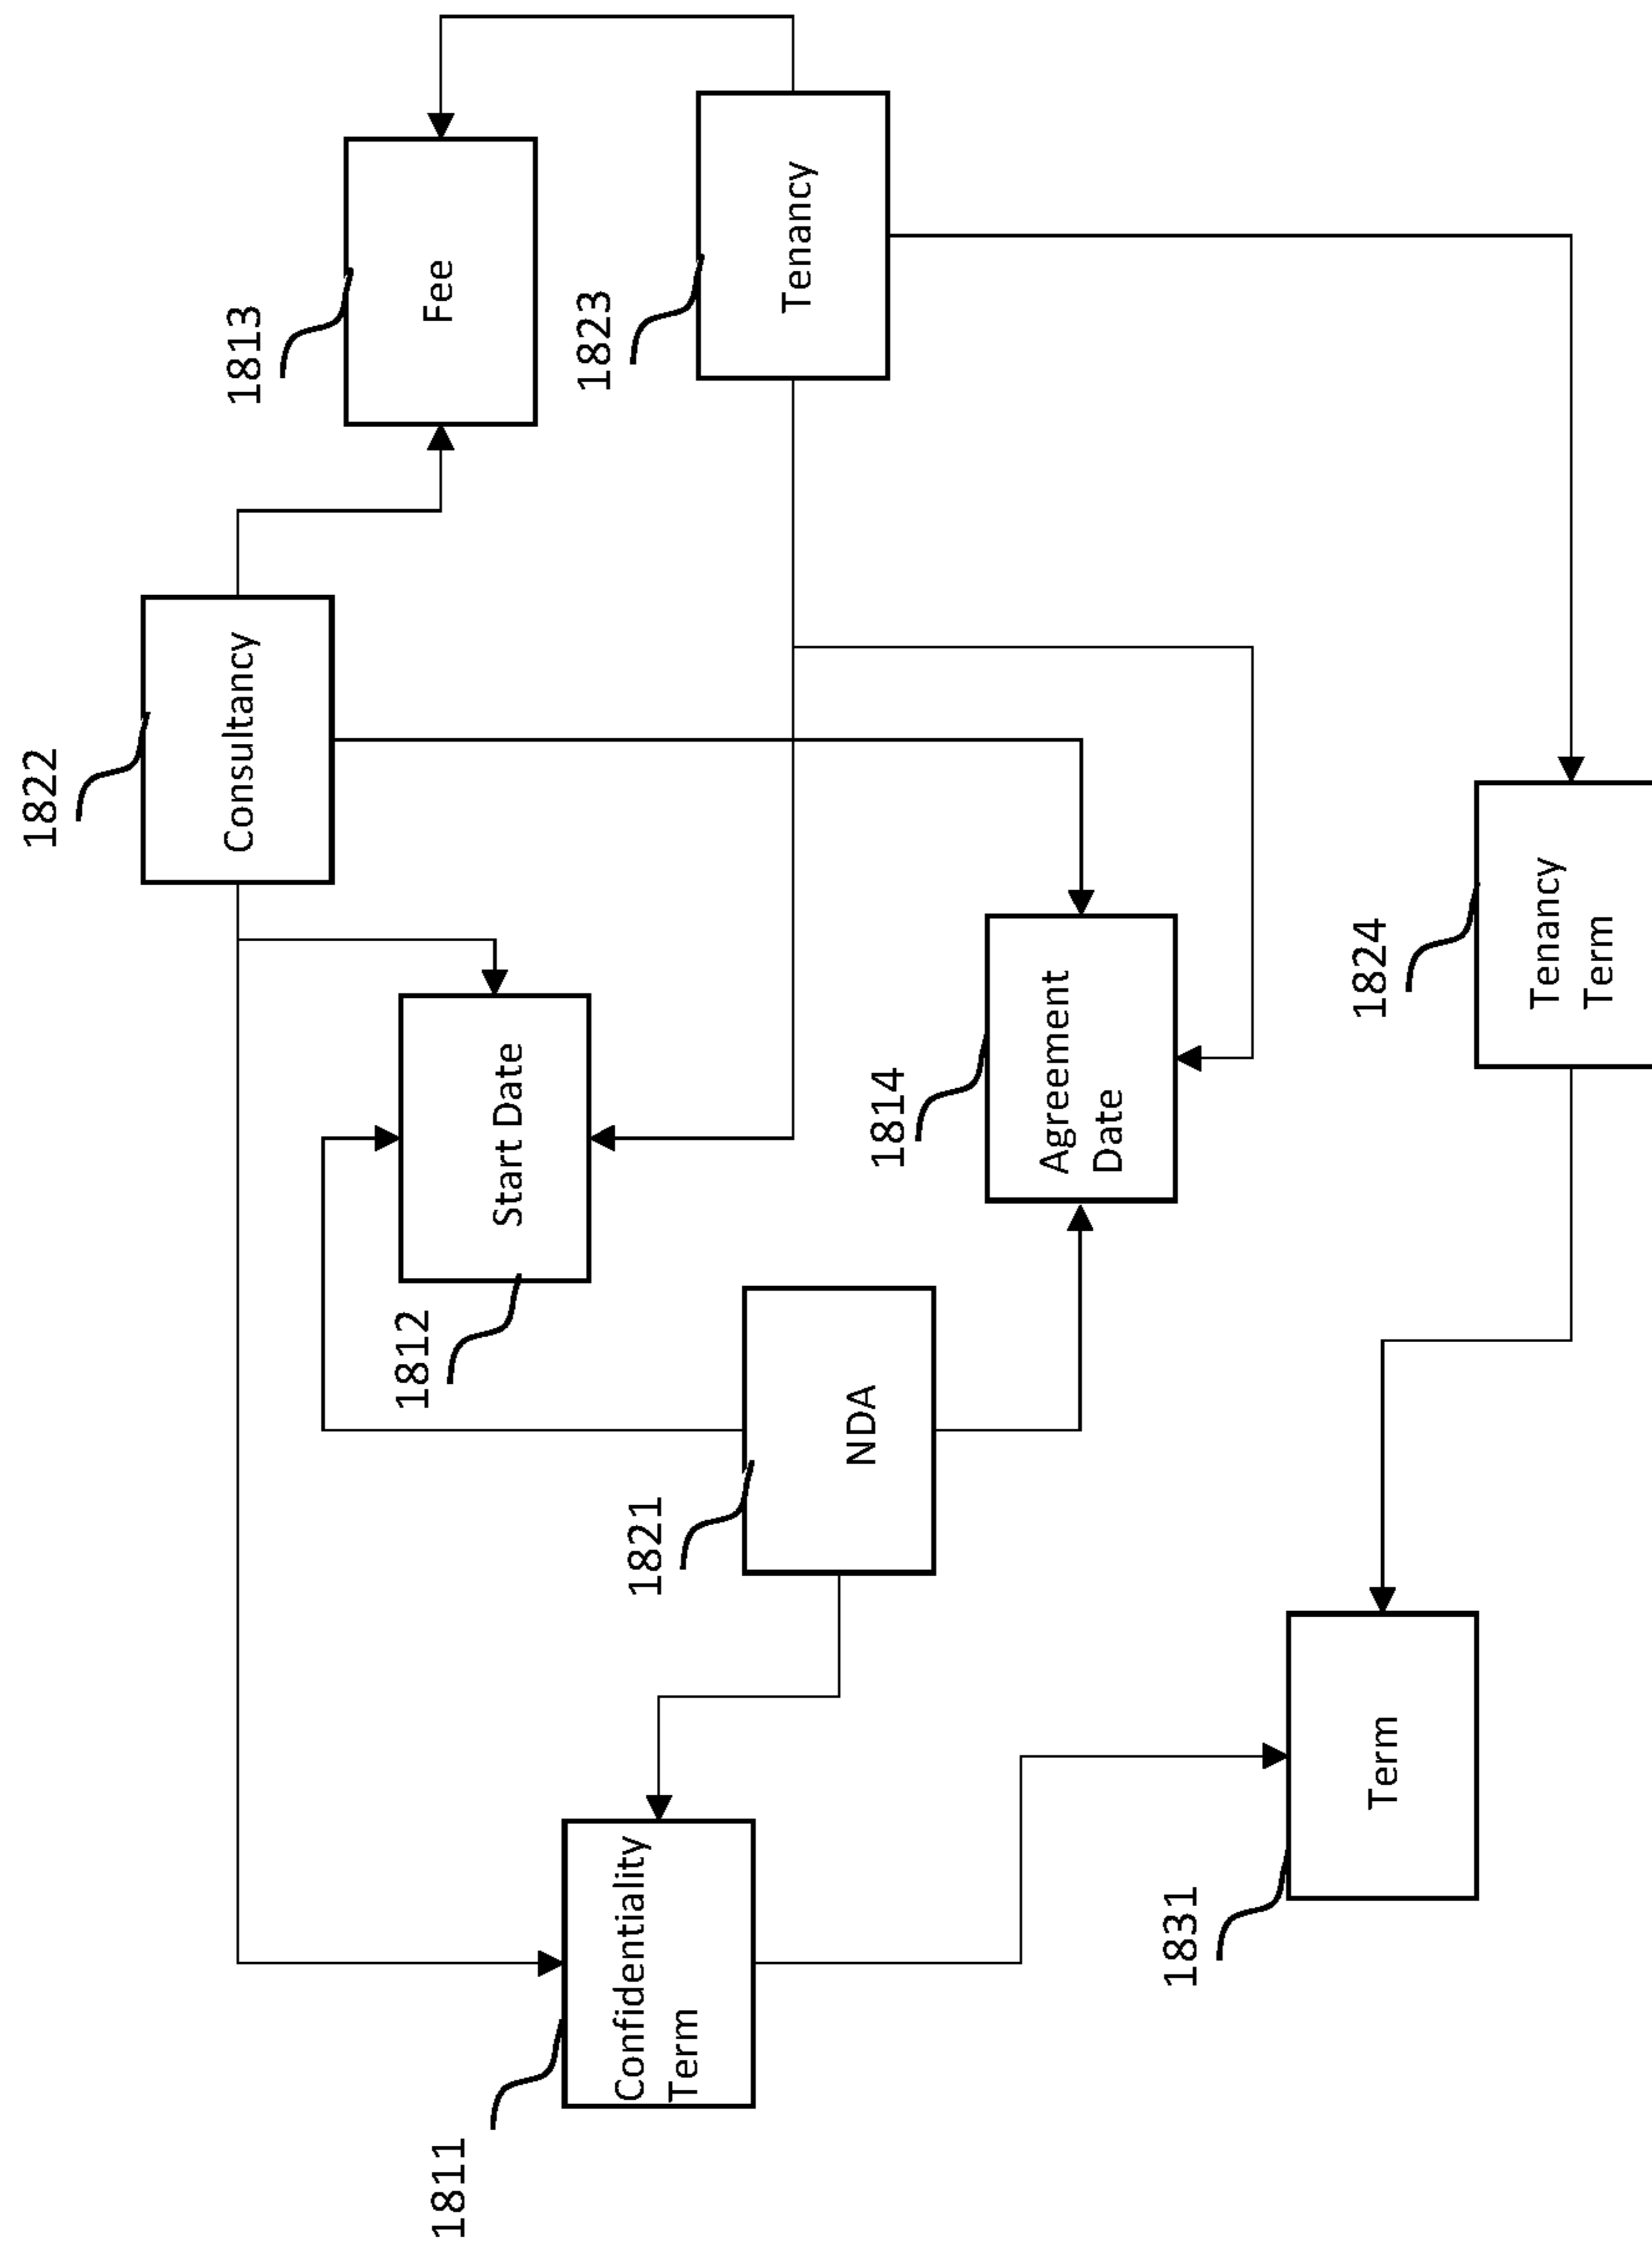 1811
Confidentiality
Term
1821
NDA
1812
Start Date
1822
Consultancy
1813
Fee
1823
Tenancy
1814
Agreement
Date
1831
Term
1824
Tenancy
Term